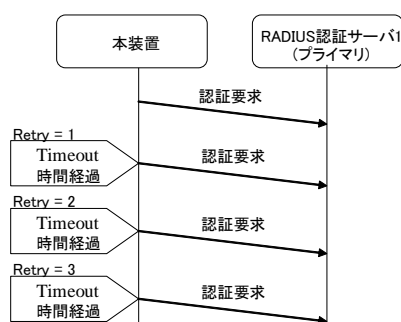 本装置
RADIUS認証サーバ1
(プライマリ)
認証要求
Retry = 1
Timeout
時間経過
認証要求
Retry = 2
Timeout
時間経過
認証要求
Retry = 3
Timeout
時間経過
認証要求